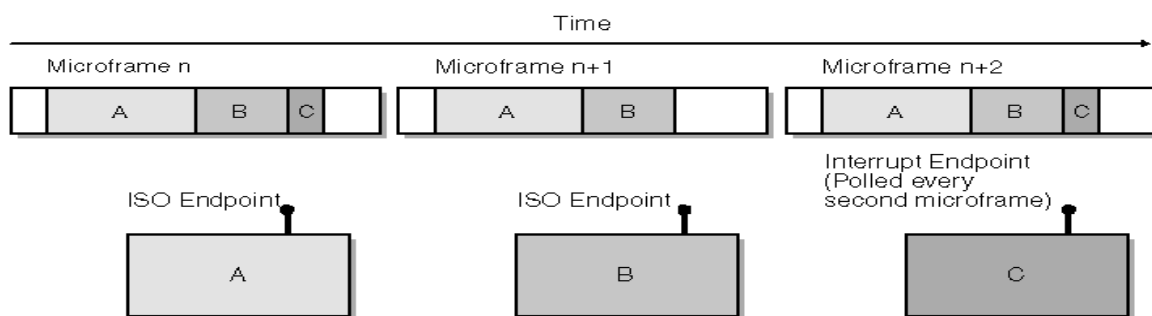 Time
Microframe n
Microframe n+1
Microframe n+2
A B C
A B
A B C
ISO Endpoint
ISO Endpoint
Interrupt Endpoint
(Polled every
second microframe)
A
B
C